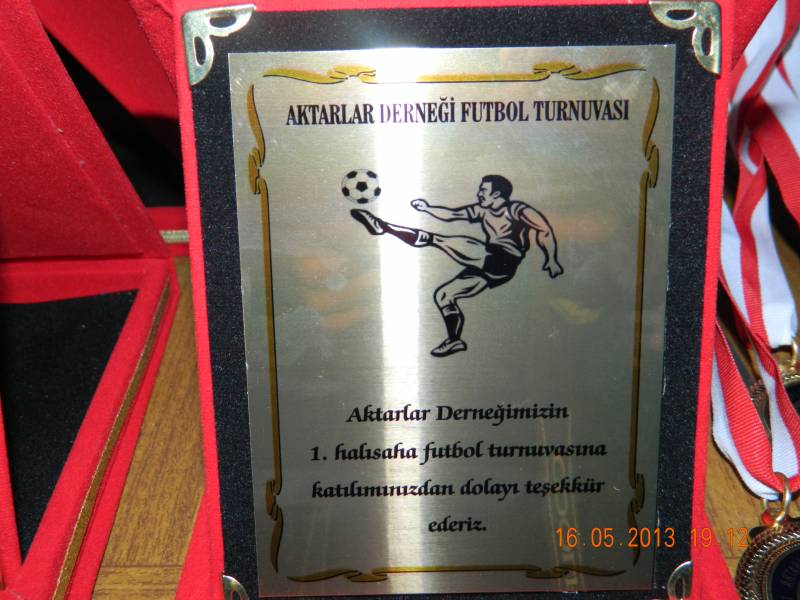 AKTARLAR DERNEĞİ FUTBOL TURNUVASI
Aktarlar Derneğimizin
1. halısaha futbol turnuvasına
katılımınızdan dolayı teşekkür
ederiz.
16.05.2013 19:12